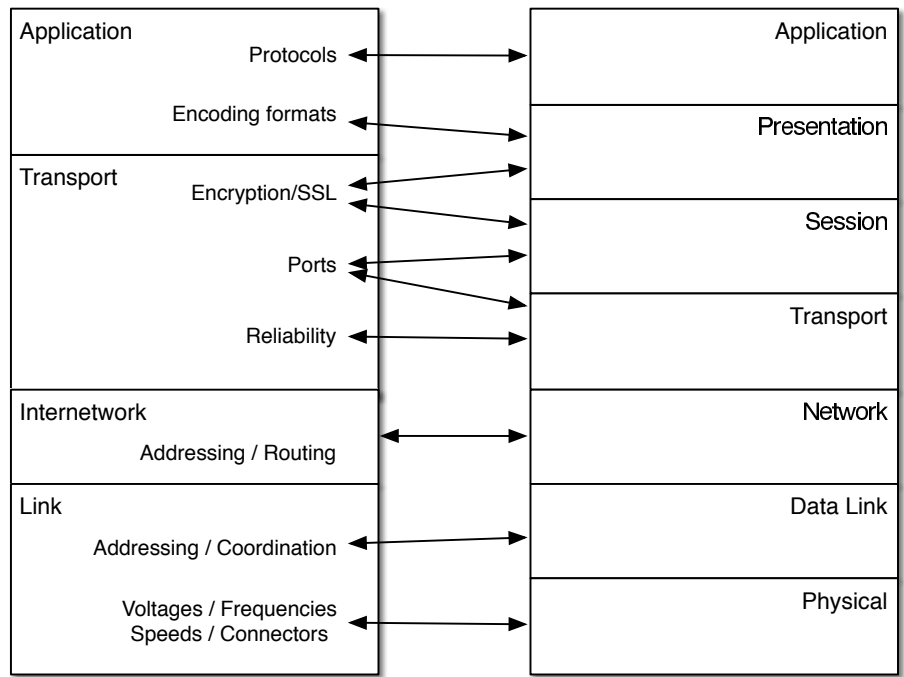 Application
Protocols
Encoding formats
Transport
Encryption/SSL
Ports
Reliability
Internetwork
Addressing / Routing
Link
Addressing / Coordination
Voltages / Frequencies
Speeds / Connectors
Application
Presentation
Session
Transport
Network
Data Link
Physical